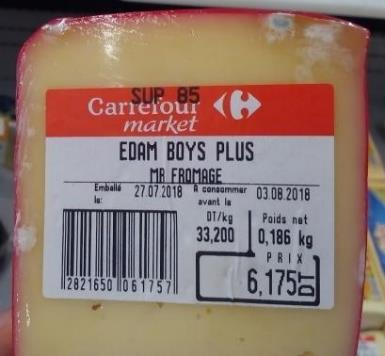 SUP 85
Carrefour
market
EDAM BOYS PLUS
MR FROMAGE
Emballé le: 27.07.2018 A consommer avant le 03.08.2018
DT/kg Poids net
33,200 0,186 kg
PRIX
6,175 DT
2821650 061757